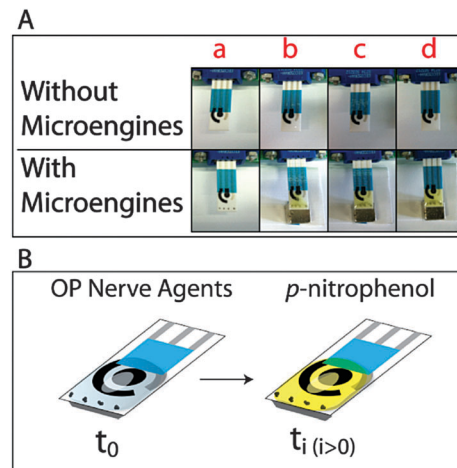 A
a b c d
Without
Microengines
With
Microengines
B
OP Nerve Agents p-nitrophenol
t0 ti (i>0)